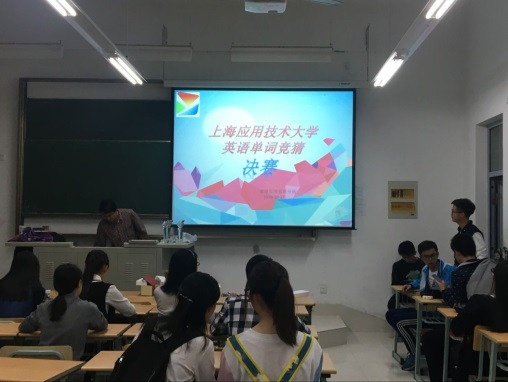 上海应用技术大学
英语单词竞猜
决赛